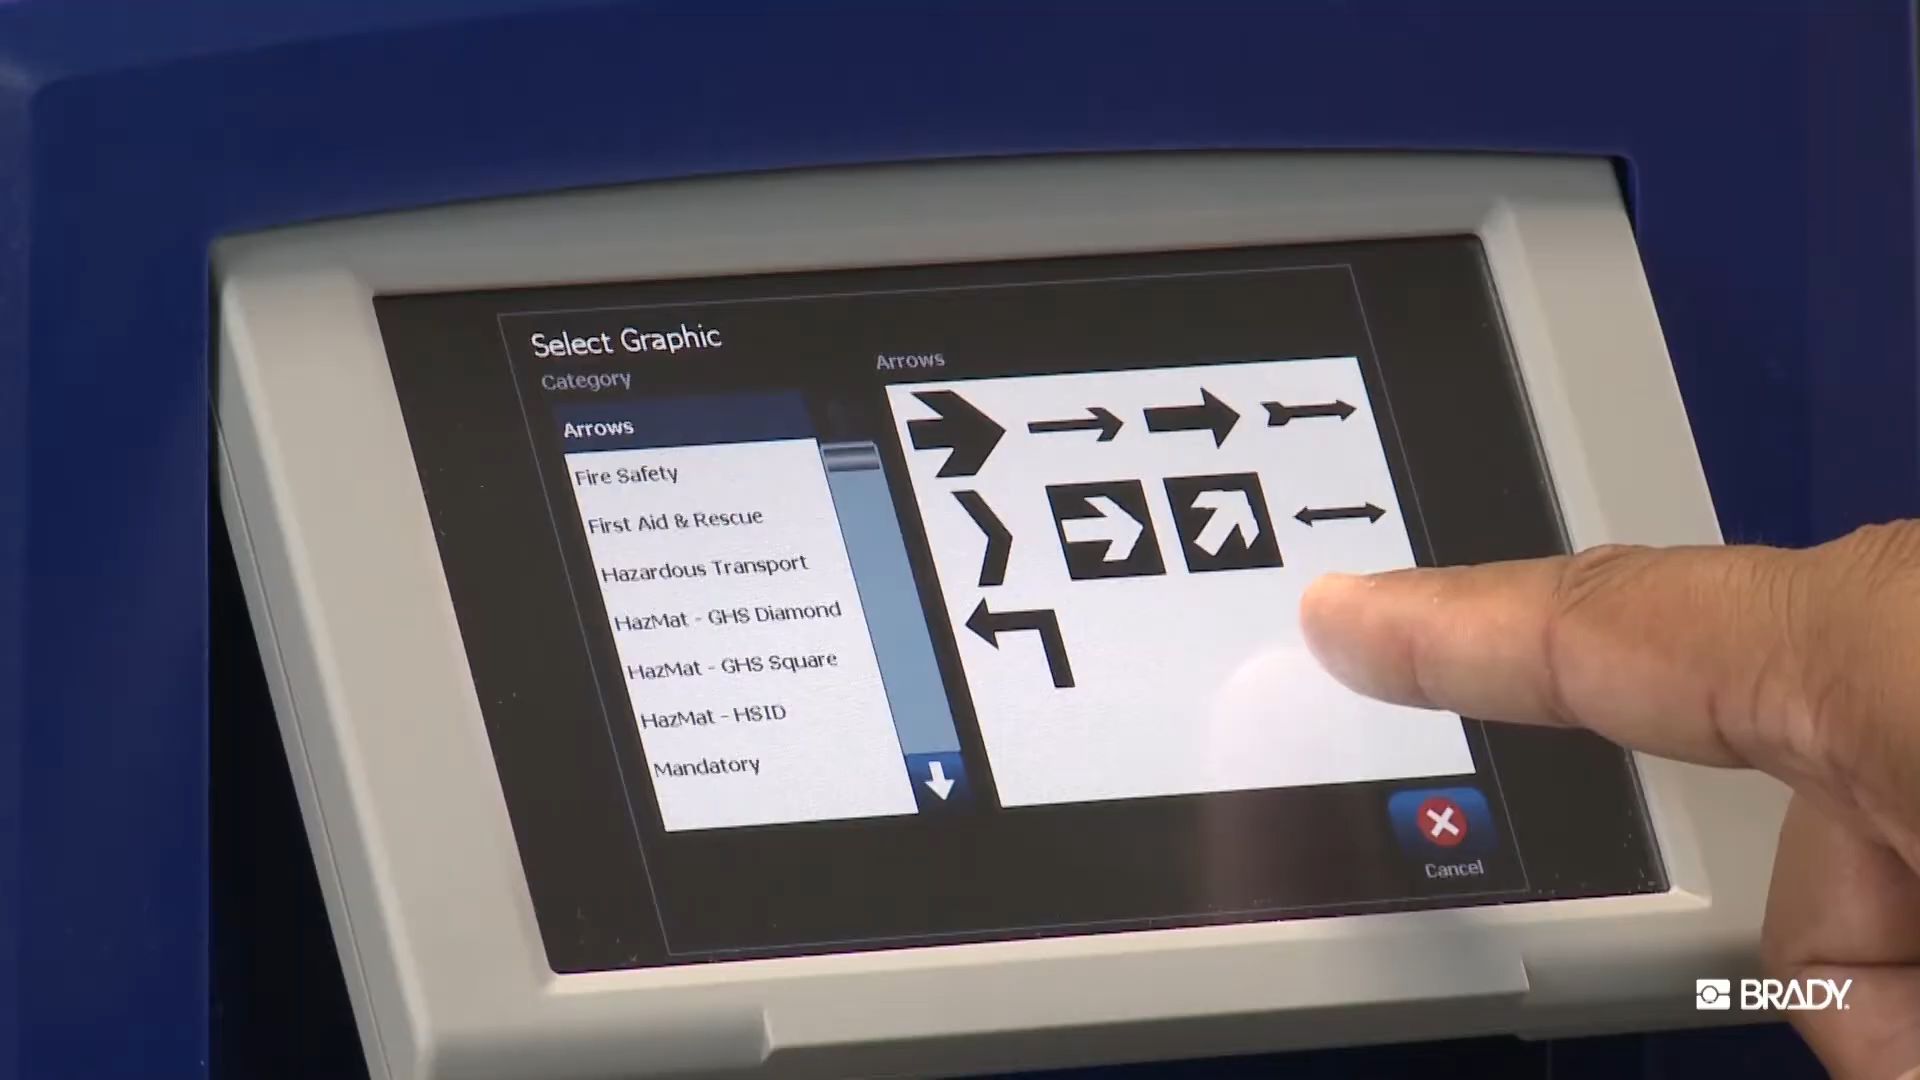 Select Graphic
Category
Arrows
Arrows
Fire Safety
First Aid & Rescue
Hazardous Transport
HazMat - GHS Diamond
HazMat - GHS Square
HazMat - HSID
Mandatory
Cancel
BRADY.